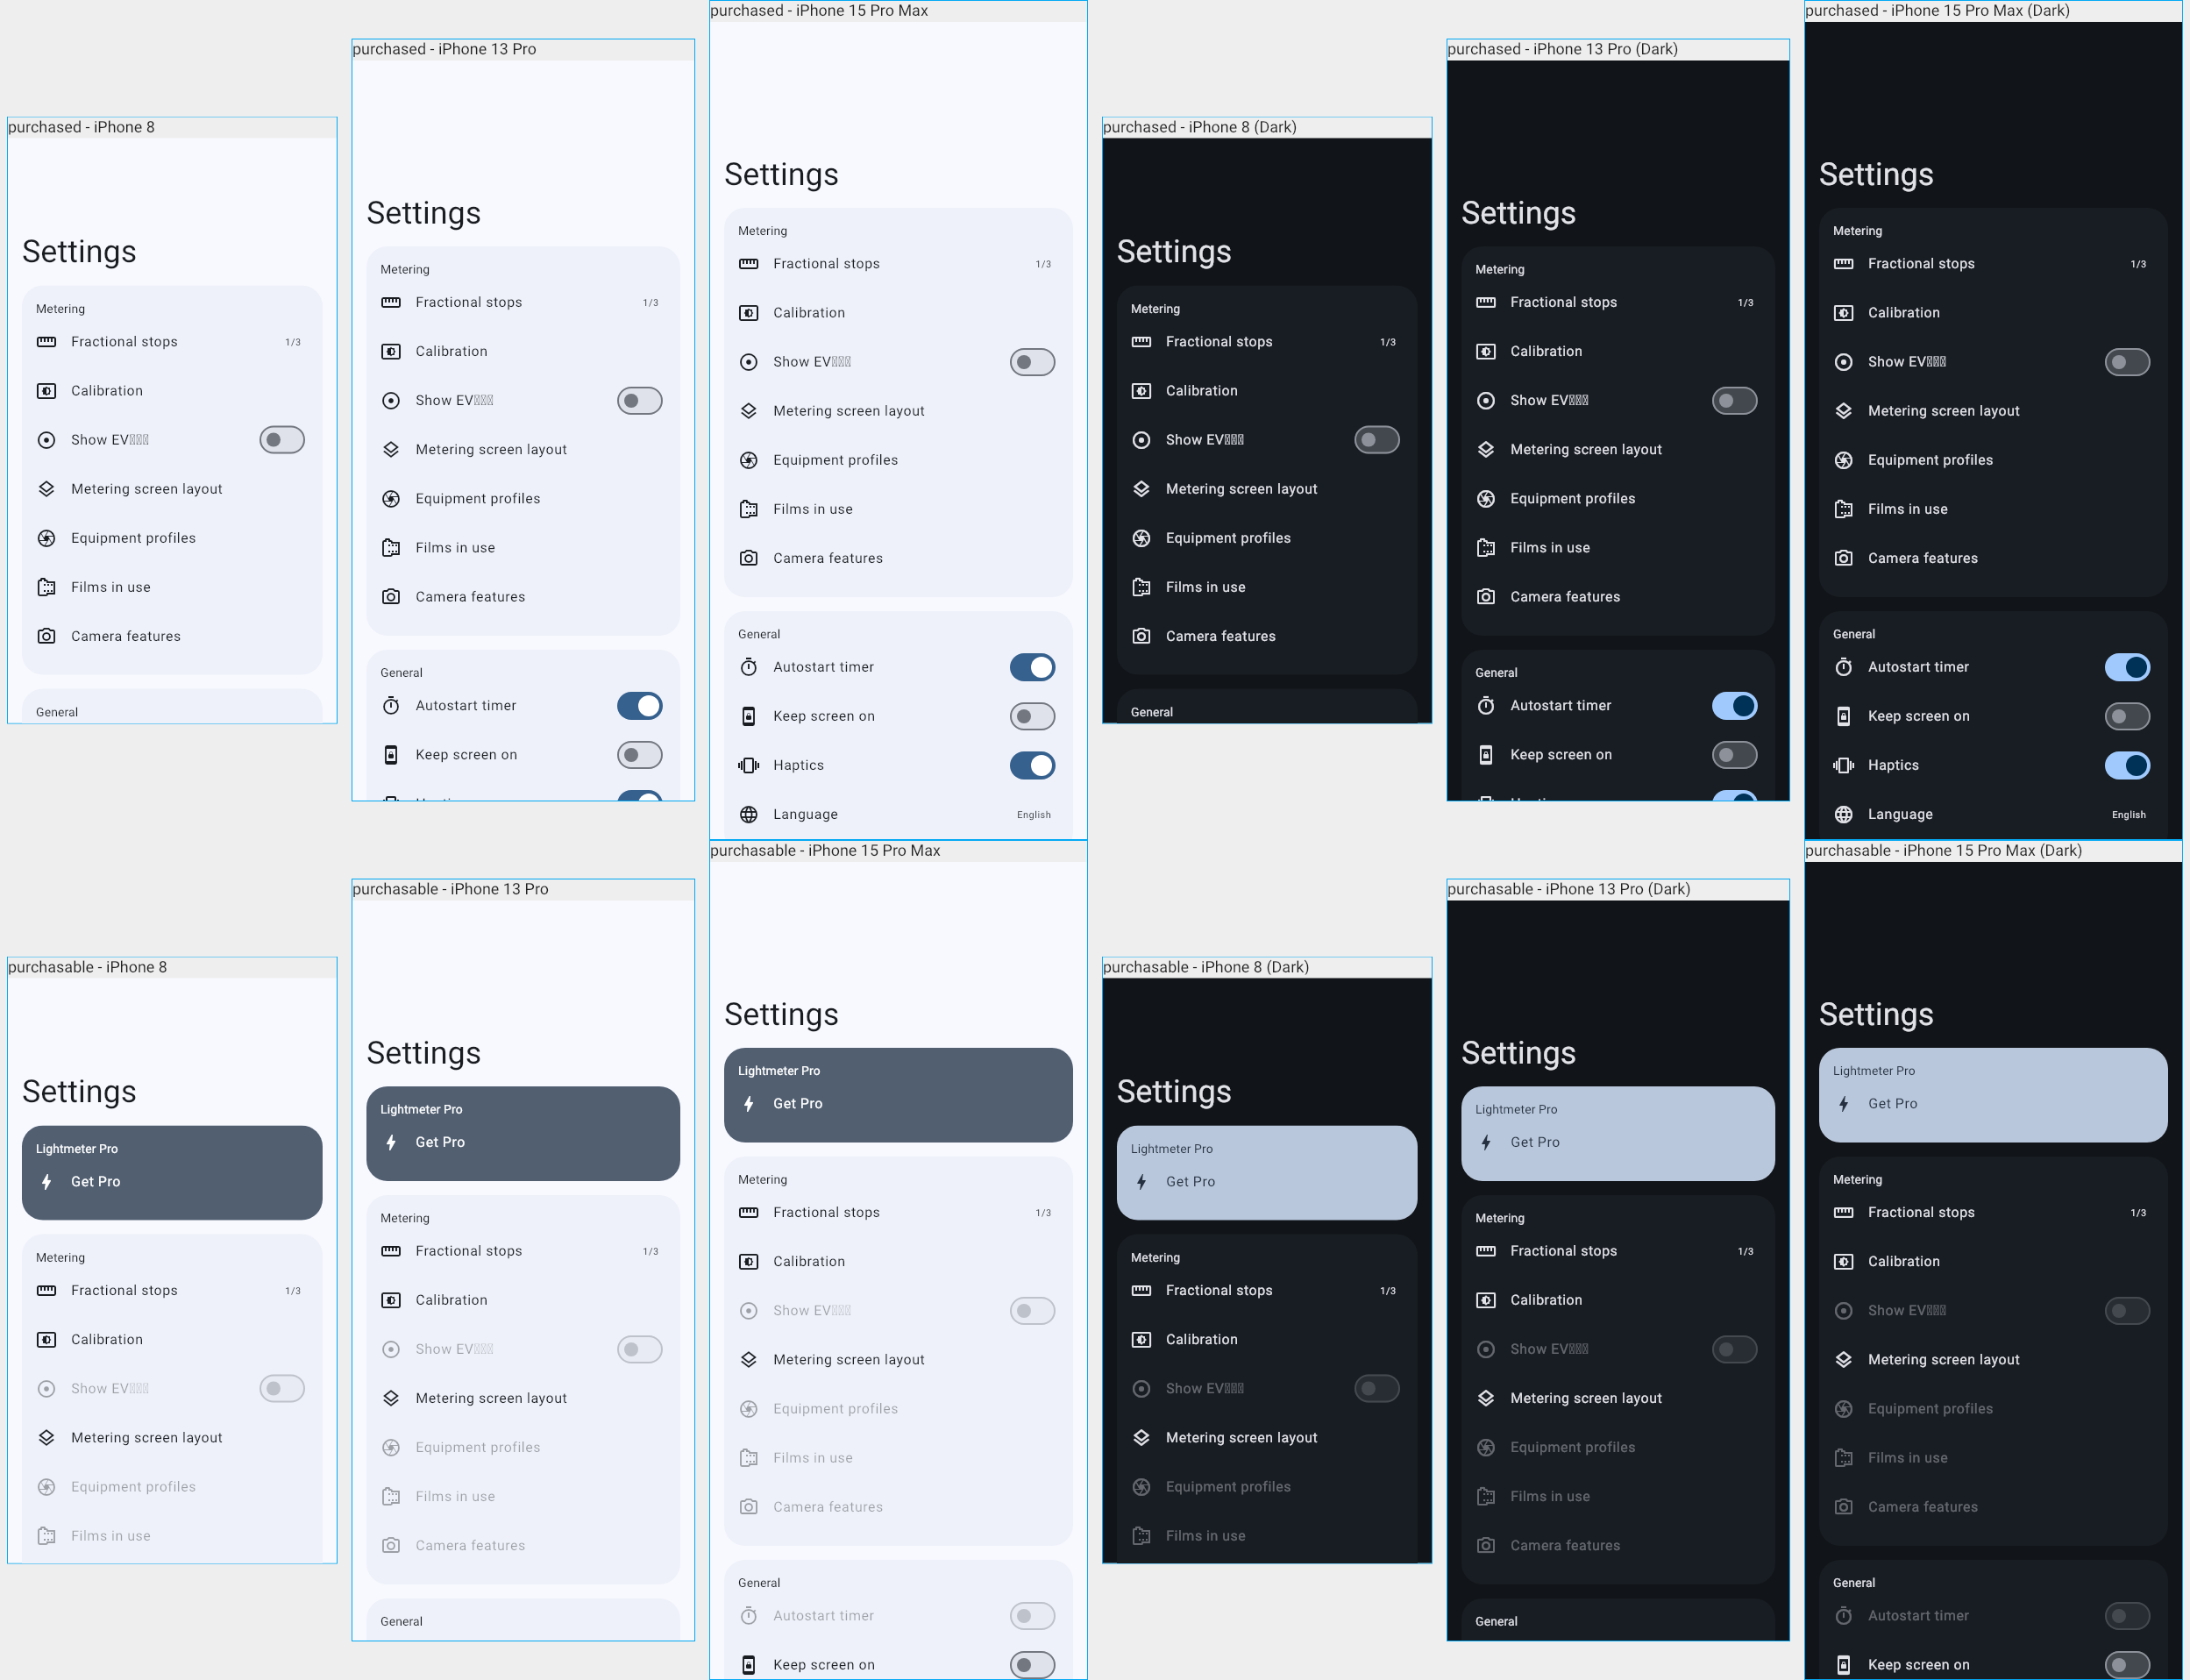 purchased - iPhone 8
Settings
Metering
Fractional stops 1/3
Calibration
Show EV
Metering screen layout
Equipment profiles
Films in use
Camera features
General
purchased - iPhone 13 Pro
Settings
Metering
Fractional stops 1/3
Calibration
Show EV
Metering screen layout
Equipment profiles
Films in use
Camera features
General
Autostart timer
Keep screen on
purchased - iPhone 15 Pro Max
Settings
Metering
Fractional stops 1/3
Calibration
Show EV
Metering screen layout
Equipment profiles
Films in use
Camera features
General
Autostart timer
Keep screen on
Haptics
Language English
purchased - iPhone 8 (Dark)
Settings
Metering
Fractional stops 1/3
Calibration
Show EV
Metering screen layout
Equipment profiles
Films in use
Camera features
General
purchased - iPhone 13 Pro (Dark)
Settings
Metering
Fractional stops 1/3
Calibration
Show EV
Metering screen layout
Equipment profiles
Films in use
Camera features
General
Autostart timer
Keep screen on
purchased - iPhone 15 Pro Max (Dark)
Settings
Metering
Fractional stops 1/3
Calibration
Show EV
Metering screen layout
Equipment profiles
Films in use
Camera features
General
Autostart timer
Keep screen on
Haptics
Language English
purchasable - iPhone 8
Settings
Lightmeter Pro
Get Pro
Metering
Fractional stops 1/3
Calibration
Show EV
Metering screen layout
Equipment profiles
Films in use
purchasable - iPhone 13 Pro
Settings
Lightmeter Pro
Get Pro
Metering
Fractional stops 1/3
Calibration
Show EV
Metering screen layout
Equipment profiles
Films in use
Camera features
General
purchasable - iPhone 15 Pro Max
Settings
Lightmeter Pro
Get Pro
Metering
Fractional stops 1/3
Calibration
Show EV
Metering screen layout
Equipment profiles
Films in use
Camera features
General
Autostart timer
Keep screen on
purchasable - iPhone 8 (Dark)
Settings
Lightmeter Pro
Get Pro
Metering
Fractional stops 1/3
Calibration
Show EV
Metering screen layout
Equipment profiles
Films in use
purchasable - iPhone 13 Pro (Dark)
Settings
Lightmeter Pro
Get Pro
Metering
Fractional stops 1/3
Calibration
Show EV
Metering screen layout
Equipment profiles
Films in use
Camera features
General
purchasable - iPhone 15 Pro Max (Dark)
Settings
Lightmeter Pro
Get Pro
Metering
Fractional stops 1/3
Calibration
Show EV
Metering screen layout
Equipment profiles
Films in use
Camera features
General
Autostart timer
Keep screen on